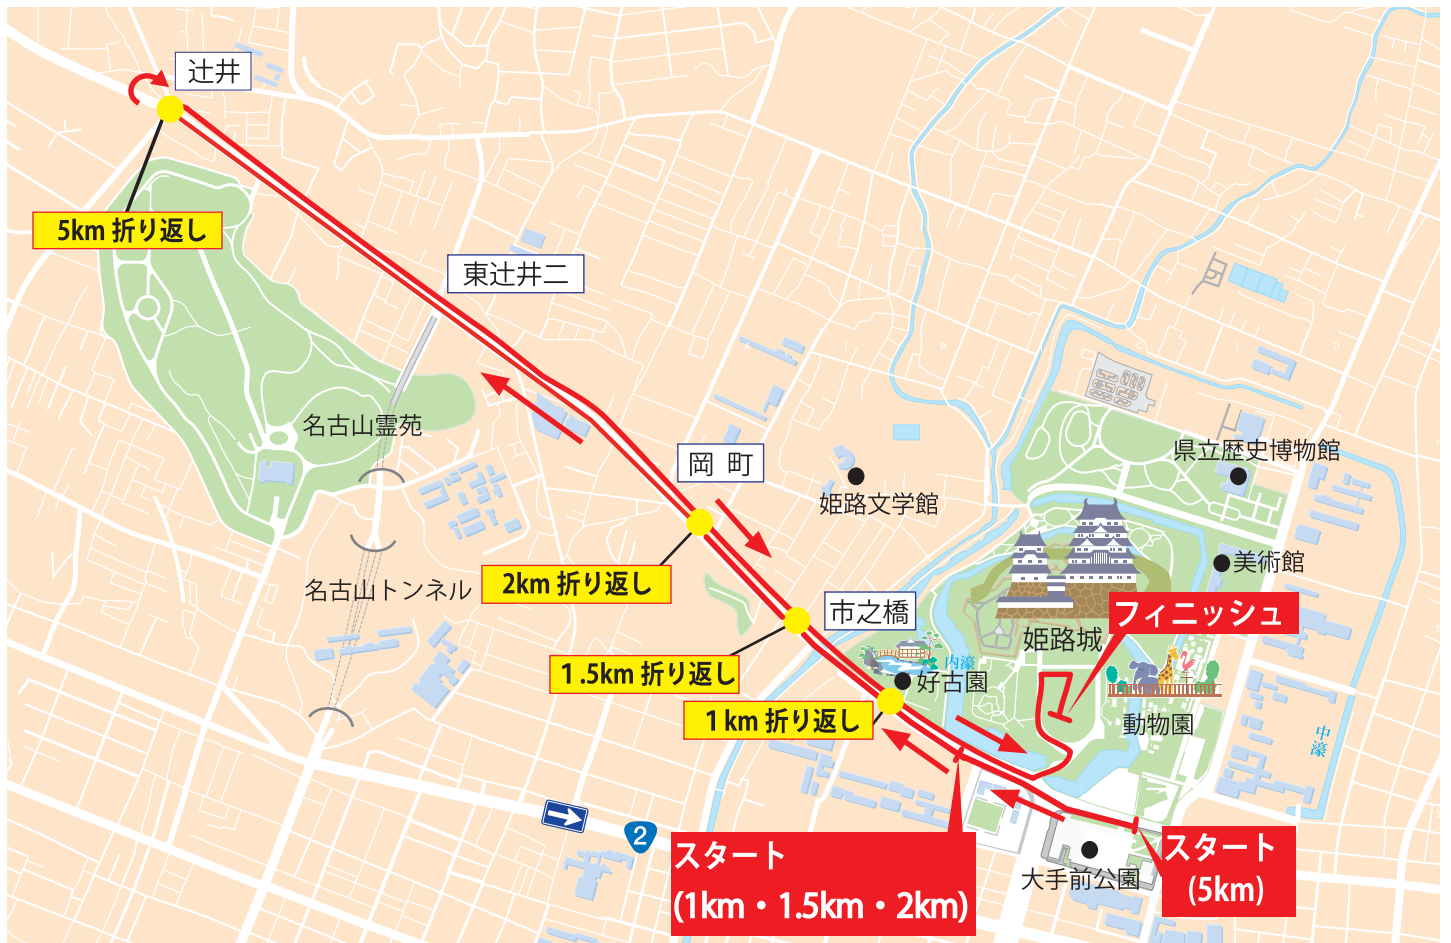 辻井
5km 折り返し
東辻井二
名古山霊苑
岡 町
県立歴史博物館
姫路文学館
美術館
名古山トンネル
2km 折り返し
市之橋
フィニッシュ
姫路城
内濠
1.5km 折り返し
好古園
1km 折り返し
動物園
中濠
2
スタート
(1km・1.5km・2km)
スタート
(5km)
大手前公園